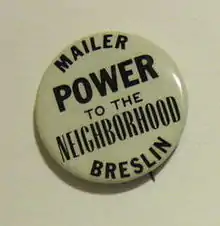 MAILER
POWER
TO THE
NEIGHBORHOOD
BRESLIN